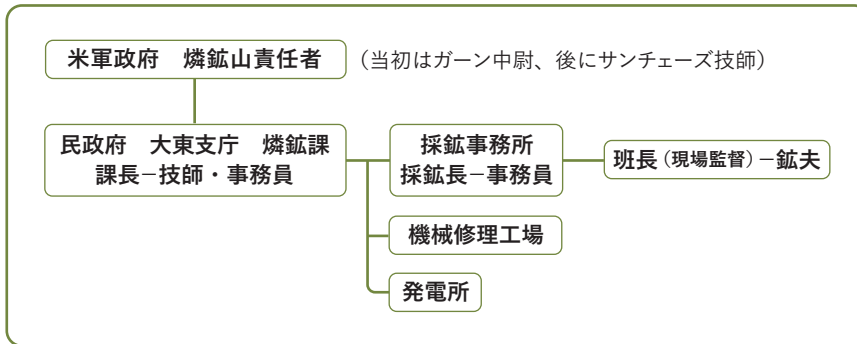 米軍政府　燐鉱山責任者
（当初はガーン中尉、後にサンチェーズ技師）
民政府　大東支庁　燐鉱課
課長−技師・事務員
採鉱事務所
採鉱長−事務員
班長（現場監督）−鉱夫
機械修理工場
発電所